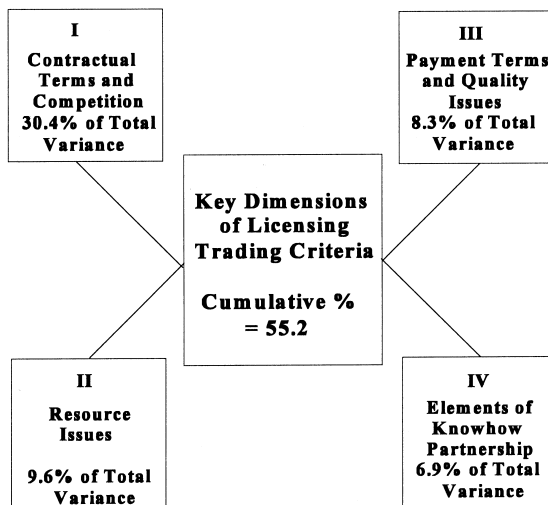 I
Contractual
Terms and
Competition
30.4% of Total
Variance
III
Payment Terms
and Quality
Issues
8.3% of Total
Variance
Key Dimensions
of Licensing
Trading Criteria
Cumulative %
= 55.2
II
Resource
Issues
9.6% of Total
Variance
IV
Elements of
Knowhow
Partnership
6.9% of Total
Variance